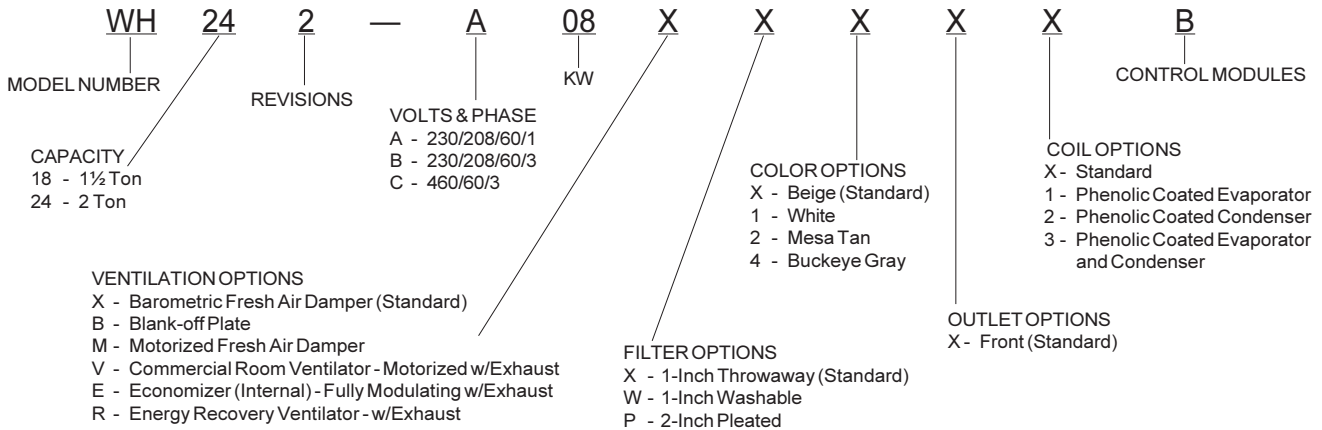 WH 24 2 — A 08 X X X X X B
MODEL NUMBER
REVISIONS
KW
CONTROL MODULES
CAPACITY
18 - 1½ Ton
24 - 2 Ton
VOLTS & PHASE
A - 230/208/60/1
B - 230/208/60/3
C - 460/60/3
COLOR OPTIONS
X - Beige (Standard)
1 - White
2 - Mesa Tan
4 - Buckeye Gray
COIL OPTIONS
X - Standard
1 - Phenolic Coated Evaporator
2 - Phenolic Coated Condenser
3 - Phenolic Coated Evaporator
and Condenser
VENTILATION OPTIONS
X - Barometric Fresh Air Damper (Standard)
B - Blank-off Plate
M - Motorized Fresh Air Damper
V - Commercial Room Ventilator - Motorized w/Exhaust
E - Economizer (Internal) - Fully Modulating w/Exhaust
R - Energy Recovery Ventilator - w/Exhaust
FILTER OPTIONS
X - 1-Inch Throwaway (Standard)
W - 1-Inch Washable
P - 2-Inch Pleated
OUTLET OPTIONS
X - Front (Standard)